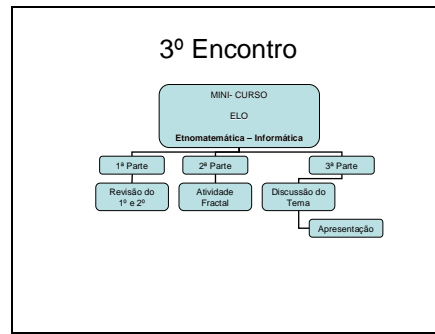 3º Encontro
MINI- CURSO
ELO
Etnomatemática – Informática
1ª Parte
2ª Parte
3ª Parte
Revisão do
1º e 2º
Atividade
Fractal
Discussão do
Tema
Apresentação